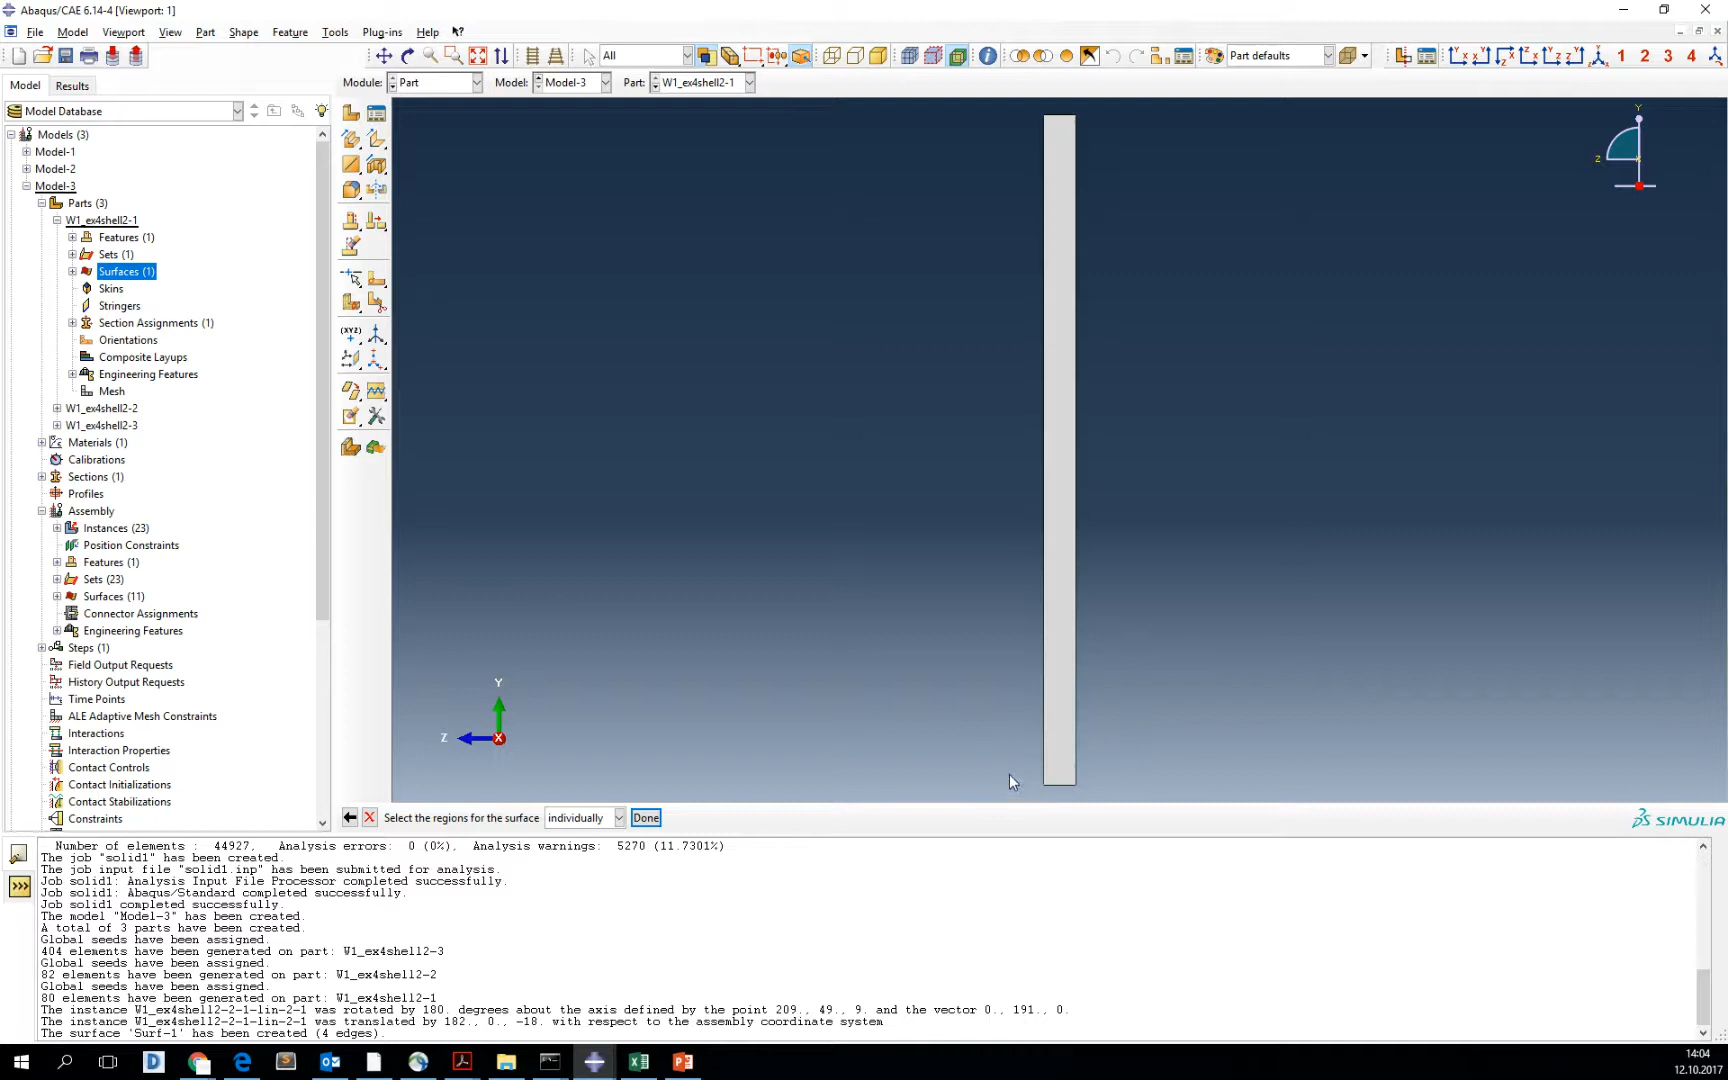 Abaqus/CAE 6.14-4 [Viewport: 1]
File Model Viewport View Part Shape Feature Tools Plug-ins Help
All Part defaults 1 2 3 4
Model Results Module: Part Model: Model-3 Part: W1_ex4shell2-1
Model Database
Models (3)
Model-1
Model-2
Model-3
Parts (3)
W1_ex4shell2-1
Features (1)
Sets (1)
Surfaces (1)
Skins
Stringers
Section Assignments (1)
Orientations
Composite Layups
Engineering Features
Mesh
W1_ex4shell2-2
W1_ex4shell2-3
Materials (1)
Calibrations
Sections (1)
Profiles
Assembly
Instances (23)
Position Constraints
Features (1)
Sets (23)
Surfaces (11)
Connector Assignments
Engineering Features
Steps (1)
Field Output Requests
History Output Requests
Time Points
ALE Adaptive Mesh Constraints
Interactions
Interaction Properties
Contact Controls
Contact Initializations
Contact Stabilizations
Constraints
(XYZ)
Y
Z
Y
Z X
Select the regions for the surface individually Done
SIMULIA
Number of elements : 44927, Analysis errors: 0 (0%), Analysis warnings: 5270 (11.7301%)
The job "solid1" has been created.
The job input file "solid1.inp" has been submitted for analysis.
Job solid1: Analysis Input File Processor completed successfully.
Job solid1: Abaqus/Standard completed successfully.
Job solid1 completed successfully.
The model "Model-3" has been created.
A total of 3 parts have been created.
Global seeds have been assigned.
404 elements have been generated on part: W1_ex4shell2-3
Global seeds have been assigned.
82 elements have been generated on part: W1_ex4shell2-2
Global seeds have been assigned.
80 elements have been generated on part: W1_ex4shell2-1
The instance W1_ex4shell2-2-1-lin-2-1 was rotated by 180. degrees about the axis defined by the point 209., 49., 9. and the vector 0., 191., 0.
The instance W1_ex4shell2-2-1-lin-2-1 was translated by 182., 0., -18. with respect to the assembly coordinate system
The surface 'Surf-1' has been created (4 edges).
14:04
12.10.2017